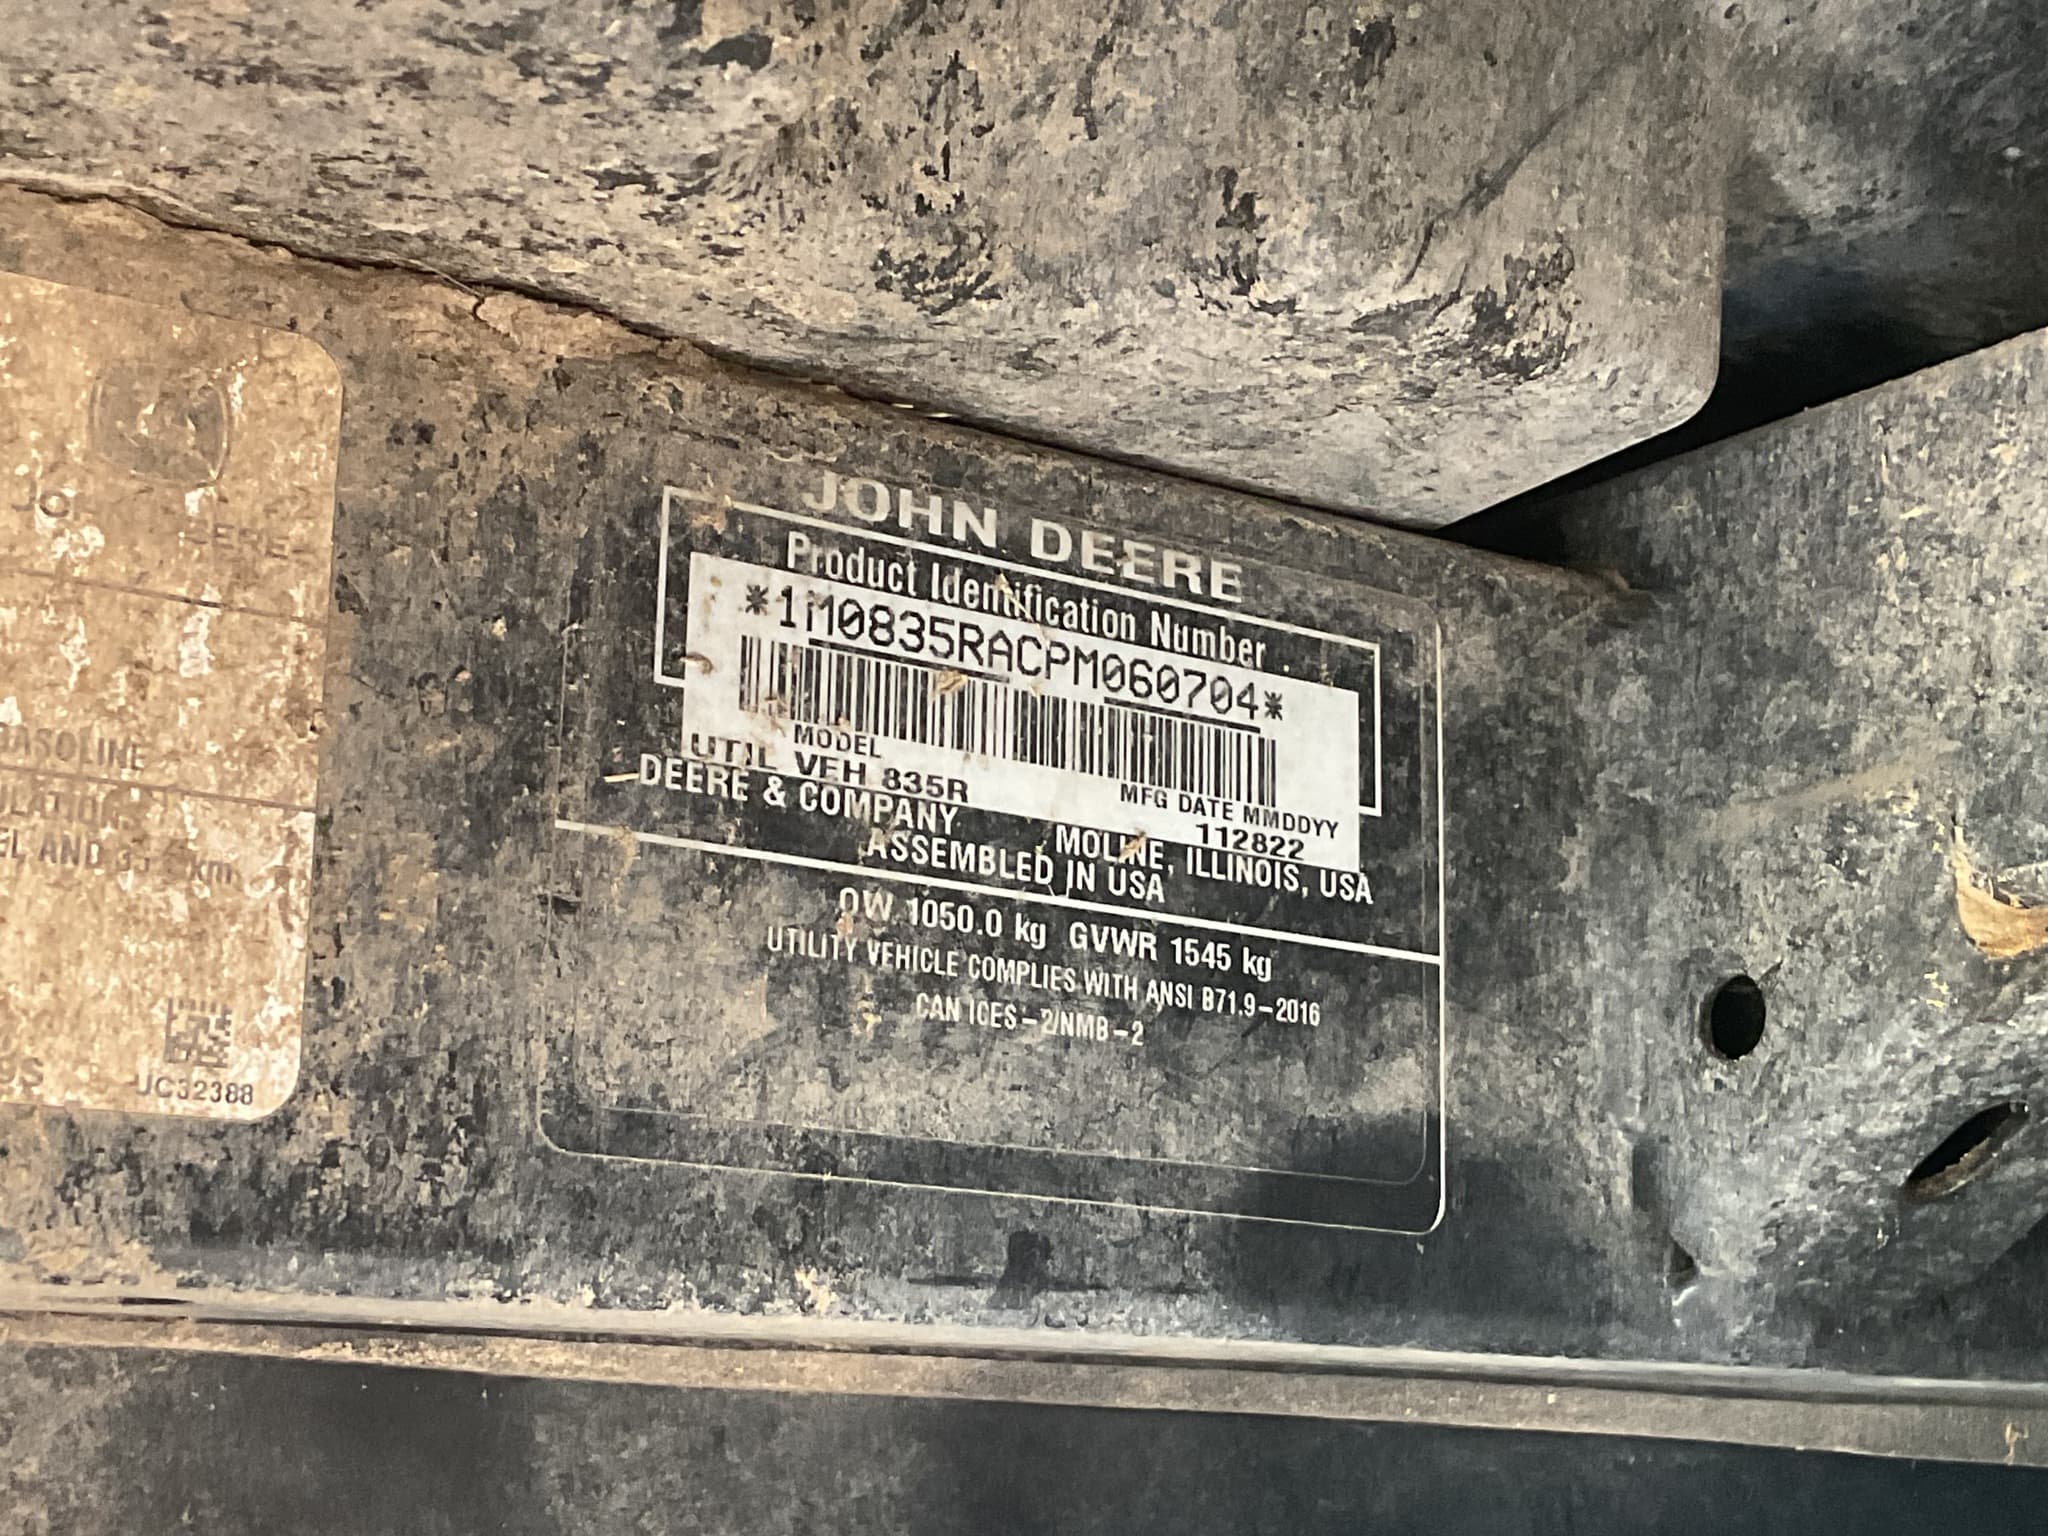 JOHN DEERE
Product Identification Number
*1M0835RACPM060704*
MODEL
UTIL VEH 835R
MFG DATE MMDDYY
112822
DEERE & COMPANY MOLINE, ILLINOIS, USA
ASSEMBLED IN USA
OW 1050.0 kg GVWR 1545 kg
UTILITY VEHICLE COMPLIES WITH ANSI B71.9-2016
CAN ICES-2/NMB-2
GASOLINE
AND
km
JC32388